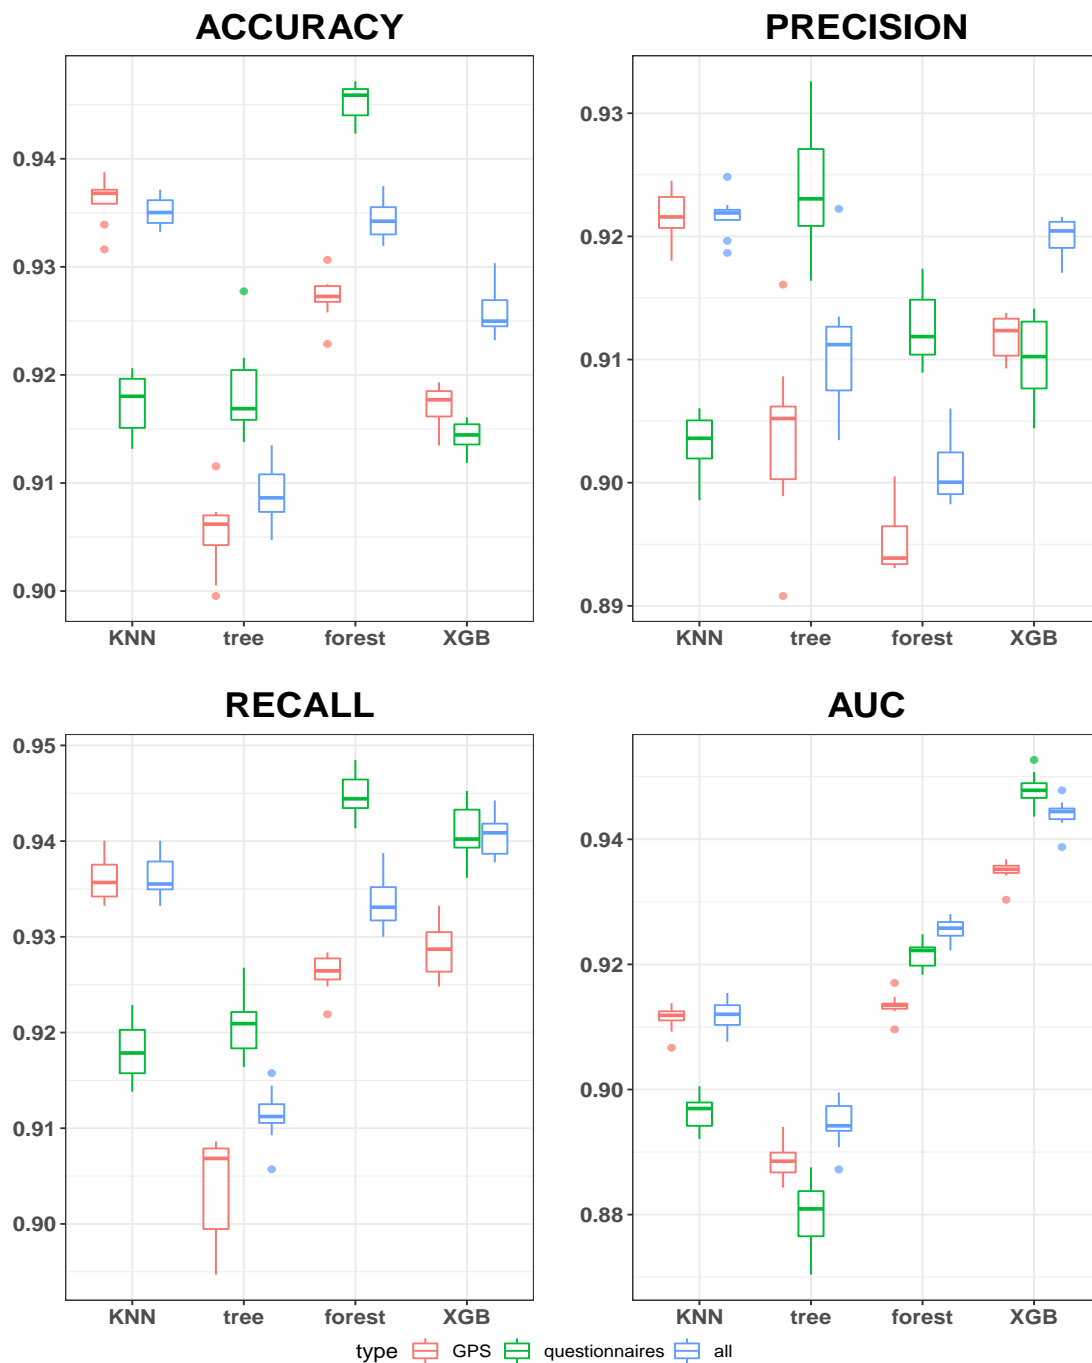 ACCURACY
PRECISION
0.94
0.93
0.92
0.91
0.90
KNN tree forest XGB
0.93
0.92
0.91
0.90
0.89
KNN tree forest XGB
RECALL
AUC
0.95
0.94
0.93
0.92
0.91
0.90
KNN tree forest XGB
0.94
0.92
0.90
0.88
KNN tree forest XGB
type GPS questionnaires all